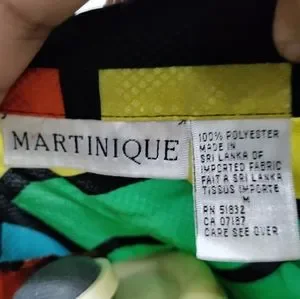 MARTINIQUE
100% POLYESTER
MADE IN
SRI LANKA OF
IMPORTED FABRIC
FAIT A SRI LANKA
TISSUS IMPORTE
M
RN 51832
CA 07187
CARE SEE OVER